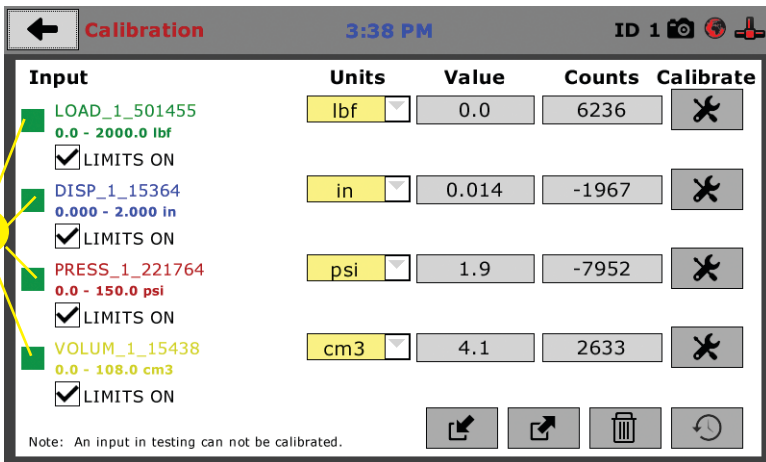 Calibration 3:38 PM ID 1
Input Units Value Counts Calibrate
LOAD_1_501455 lbf 0.0 6236
0.0 - 2000.0 lbf
LIMITS ON
DISP_1_15364 in 0.014 -1967
0.000 - 2.000 in
LIMITS ON
PRESS_1_221764 psi 1.9 -7952
0.0 - 150.0 psi
LIMITS ON
VOLUM_1_15438 cm3 4.1 2633
0.0 - 108.0 cm3
LIMITS ON
Note: An input in testing can not be calibrated.